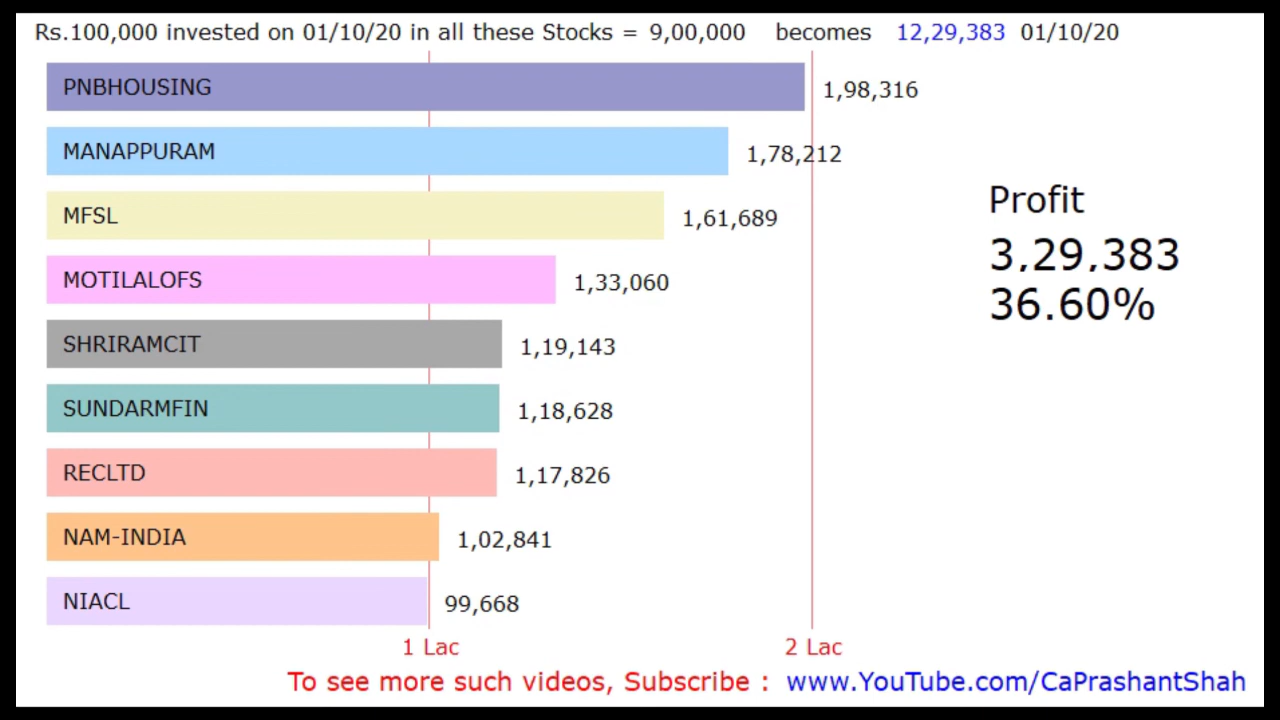 Rs.100,000 invested on 01/10/20 in all these Stocks = 9,00,000 becomes 12,29,383 01/10/20
PNBHOUSING 1,98,316
MANAPPURAM 1,78,212
MFSL 1,61,689
MOTILALOFS 1,33,060
SHRIRAMCIT 1,19,143
SUNDARMFIN 1,18,628
RECLTD 1,17,826
NAM-INDIA 1,02,841
NIACL 99,668
Profit
3,29,383
36.60%
1 Lac 2 Lac
To see more such videos, Subscribe : www.YouTube.com/CaPrashantShah